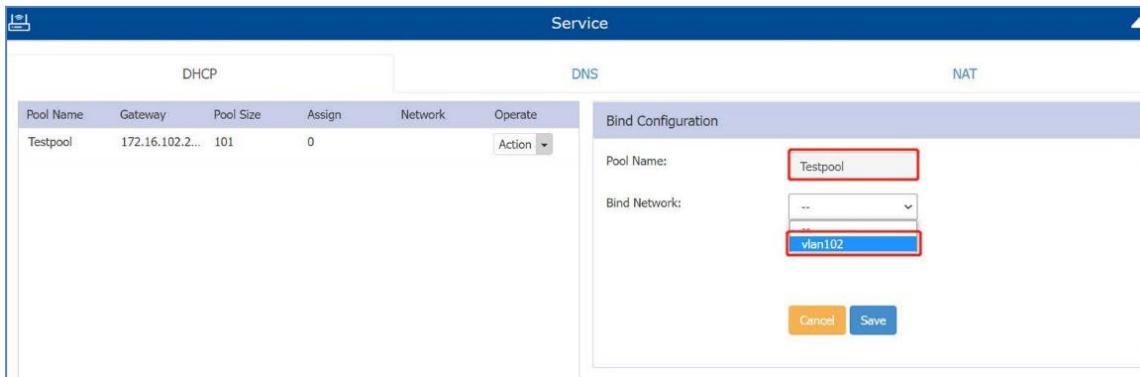 Service
DHCP DNS NAT
Pool Name Gateway Pool Size Assign Network Operate
Testpool 172.16.102.2... 101 0 Action
Bind Configuration
Pool Name: Testpool
Bind Network: --
--
vlan102
Cancel Save